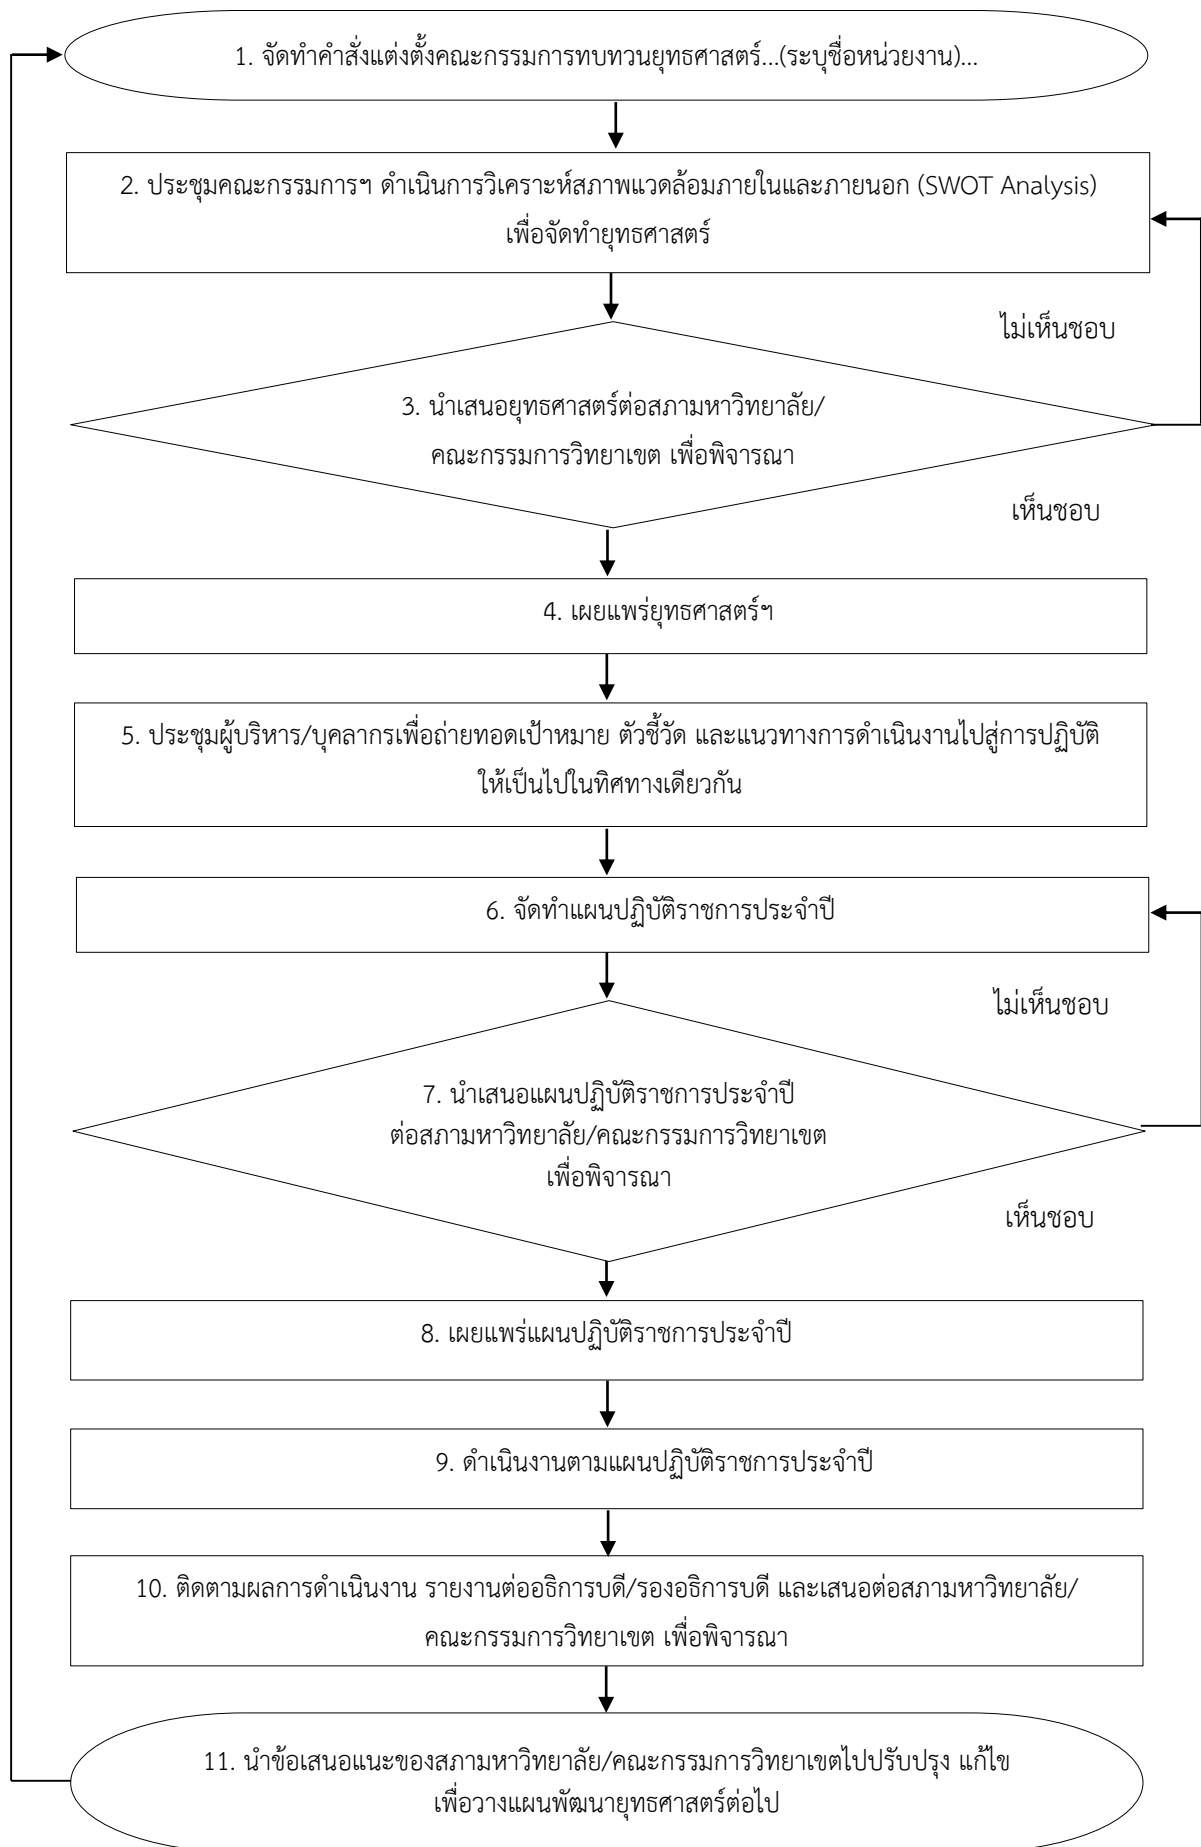 1. จัดทำคำสั่งแต่งตั้งคณะกรรมการทบทวนยุทธศาสตร์...(ระบุชื่อหน่วยงาน)...
2. ประชุมคณะกรรมการฯ ดำเนินการวิเคราะห์สภาพแวดล้อมภายในและภายนอก (SWOT Analysis)
เพื่อจัดทำยุทธศาสตร์
ไม่เห็นชอบ
3. นำเสนอยุทธศาสตร์ต่อสภามหาวิทยาลัย/
คณะกรรมการวิทยาเขต เพื่อพิจารณา
เห็นชอบ
4. เผยแพร่ยุทธศาสตร์ฯ
5. ประชุมผู้บริหาร/บุคลากรเพื่อถ่ายทอดเป้าหมาย ตัวชี้วัด และแนวทางการดำเนินงานไปสู่การปฏิบัติ
ให้เป็นไปในทิศทางเดียวกัน
6. จัดทำแผนปฏิบัติราชการประจำปี
ไม่เห็นชอบ
7. นำเสนอแผนปฏิบัติราชการประจำปี
ต่อสภามหาวิทยาลัย/คณะกรรมการวิทยาเขต
เพื่อพิจารณา
เห็นชอบ
8. เผยแพร่แผนปฏิบัติราชการประจำปี
9. ดำเนินงานตามแผนปฏิบัติราชการประจำปี
10. ติดตามผลการดำเนินงาน รายงานต่ออธิการบดี/รองอธิการบดี และเสนอต่อสภามหาวิทยาลัย/
คณะกรรมการวิทยาเขต เพื่อพิจารณา
11. นำข้อเสนอแนะของสภามหาวิทยาลัย/คณะกรรมการวิทยาเขตไปปรับปรุง แก้ไข
เพื่อวางแผนพัฒนายุทธศาสตร์ต่อไป